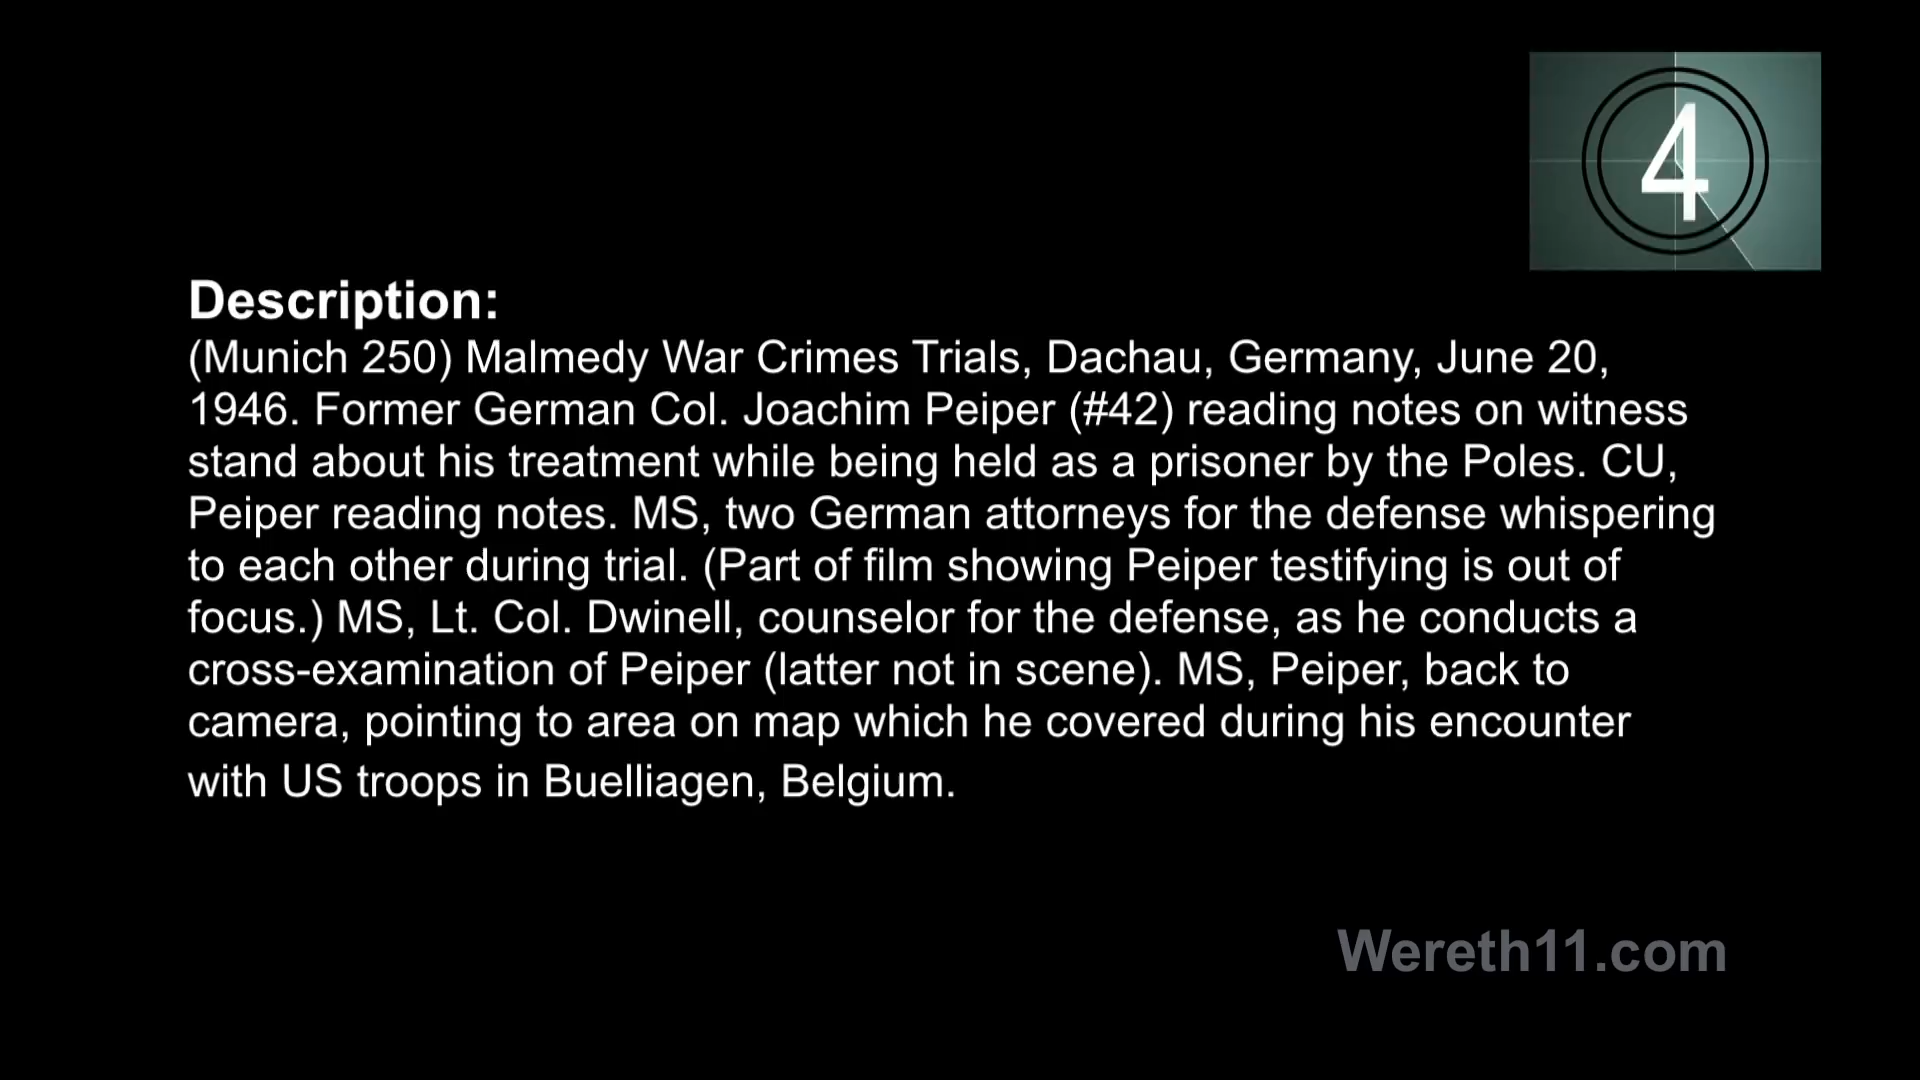 4
Description:
(Munich 250) Malmedy War Crimes Trials, Dachau, Germany, June 20,
1946. Former German Col. Joachim Peiper (#42) reading notes on witness
stand about his treatment while being held as a prisoner by the Poles. CU,
Peiper reading notes. MS, two German attorneys for the defense whispering
to each other during trial. (Part of film showing Peiper testifying is out of
focus.) MS, Lt. Col. Dwinell, counselor for the defense, as he conducts a
cross-examination of Peiper (latter not in scene). MS, Peiper, back to
camera, pointing to area on map which he covered during his encounter
with US troops in Buelliagen, Belgium.
Wereth11.com